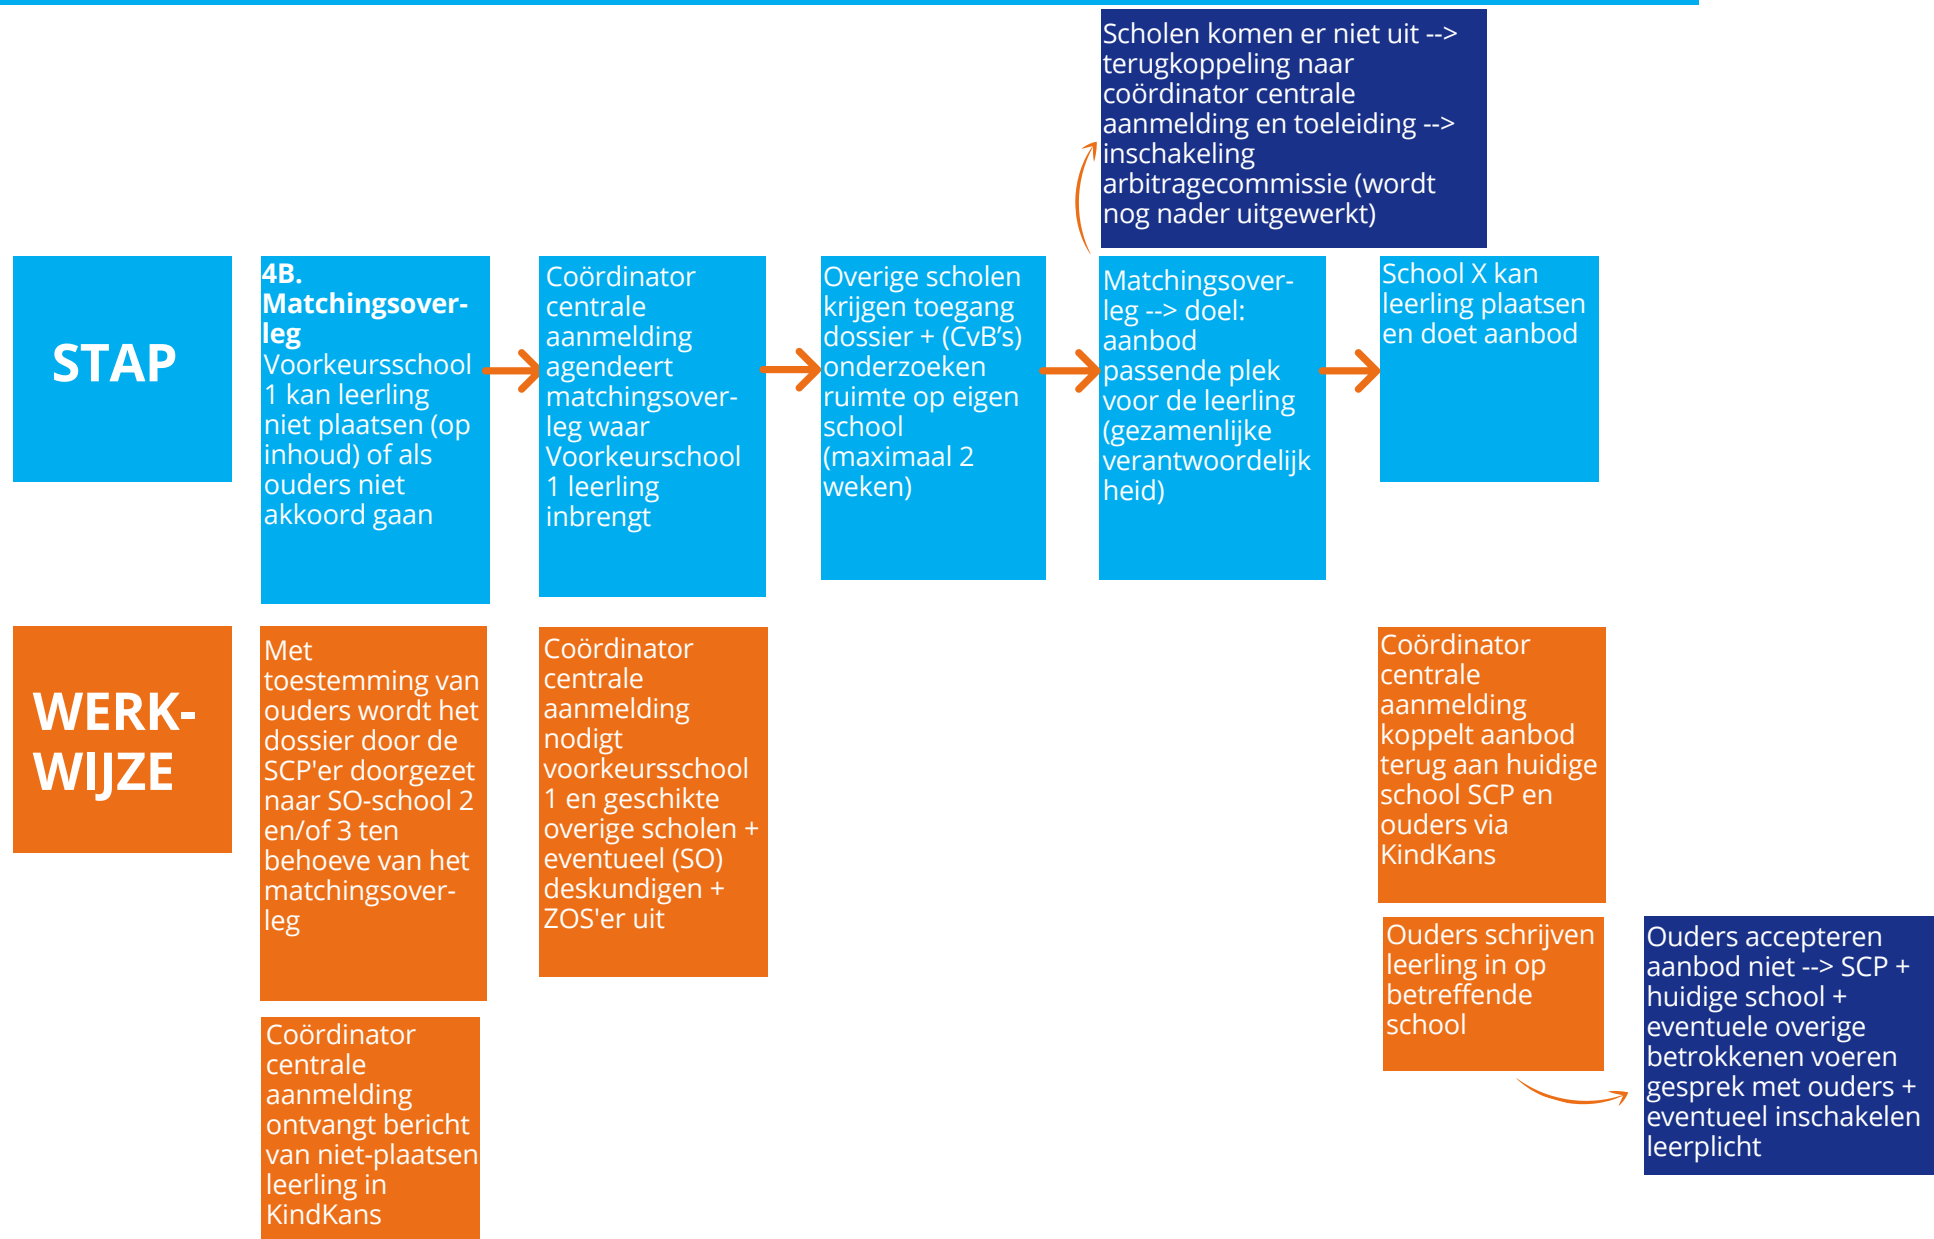 Scholen komen er niet uit -->
terugkoppeling naar
coördinator centrale
aanmelding en toeleiding -->
inschakeling
arbitragecommissie (wordt
nog nader uitgewerkt)
STAP
4B.
Matchingsover-
leg
Voorkeursschool
1 kan leerling
niet plaatsen (op
inhoud) of als
ouders niet
akkoord gaan
Coördinator
centrale
aanmelding
agendeert
matchingsover-
leg waar
Voorkeurschool
1 leerling
inbrengt
Overige scholen
krijgen toegang
dossier + (CvB’s)
onderzoeken
ruimte op eigen
school
(maximaal 2
weken)
Matchingsover-
leg --> doel:
aanbod
passende plek
voor de leerling
(gezamenlijke
verantwoordelijk
heid)
School X kan
leerling plaatsen
en doet aanbod
WERK-
WIJZE
Met
toestemming van
ouders wordt het
dossier door de
SCP'er doorgezet
naar SO-school 2
en/of 3 ten
behoeve van het
matchingsover-
leg
Coördinator
centrale
aanmelding
ontvangt bericht
van niet-plaatsen
leerling in
KindKans
Coördinator
centrale
aanmelding
nodigt
voorkeursschool
1 en geschikte
overige scholen +
eventueel (SO)
deskundigen +
ZOS'er uit
Coördinator
centrale
aanmelding
koppelt aanbod
terug aan huidige
school SCP en
ouders via
KindKans
Ouders schrijven
leerling in op
betreffende
school
Ouders accepteren
aanbod niet --> SCP +
huidige school +
eventuele overige
betrokkenen voeren
gesprek met ouders +
eventueel inschakelen
leerplicht